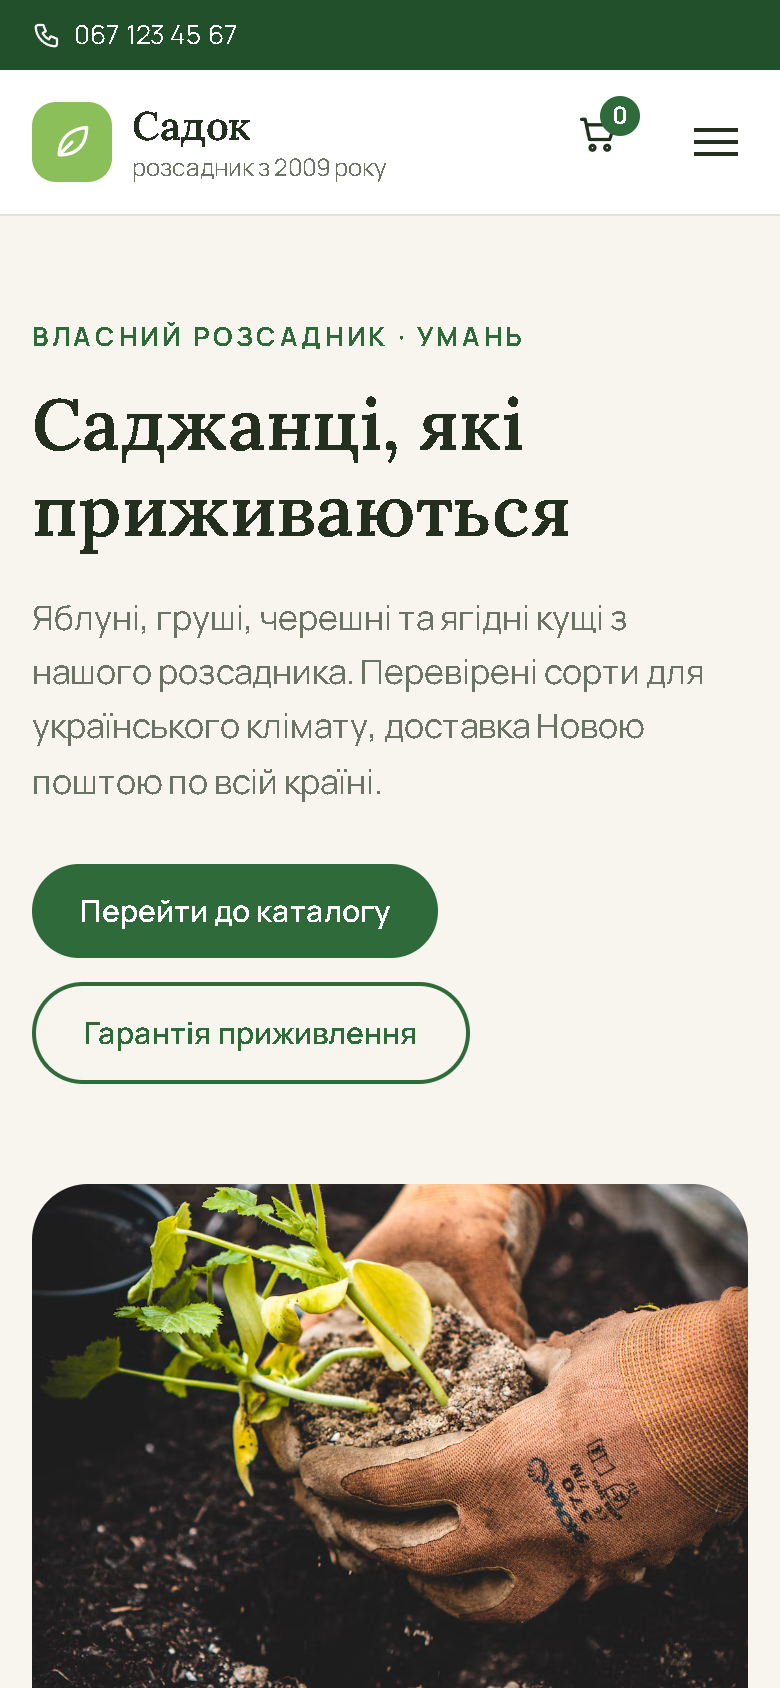 067 123 45 67
0
Садок
розсадник з 2009 року
ВЛАСНИЙ РОЗСАДНИК · УМАНЬ
Саджанці, які
приживаються
Яблуні, груші, черешні та ягідні кущі з
нашого розсадника. Перевірені сорти для
українського клімату, доставка Новою
поштою по всій країні.
Перейти до каталогу
Гарантія приживлення
370